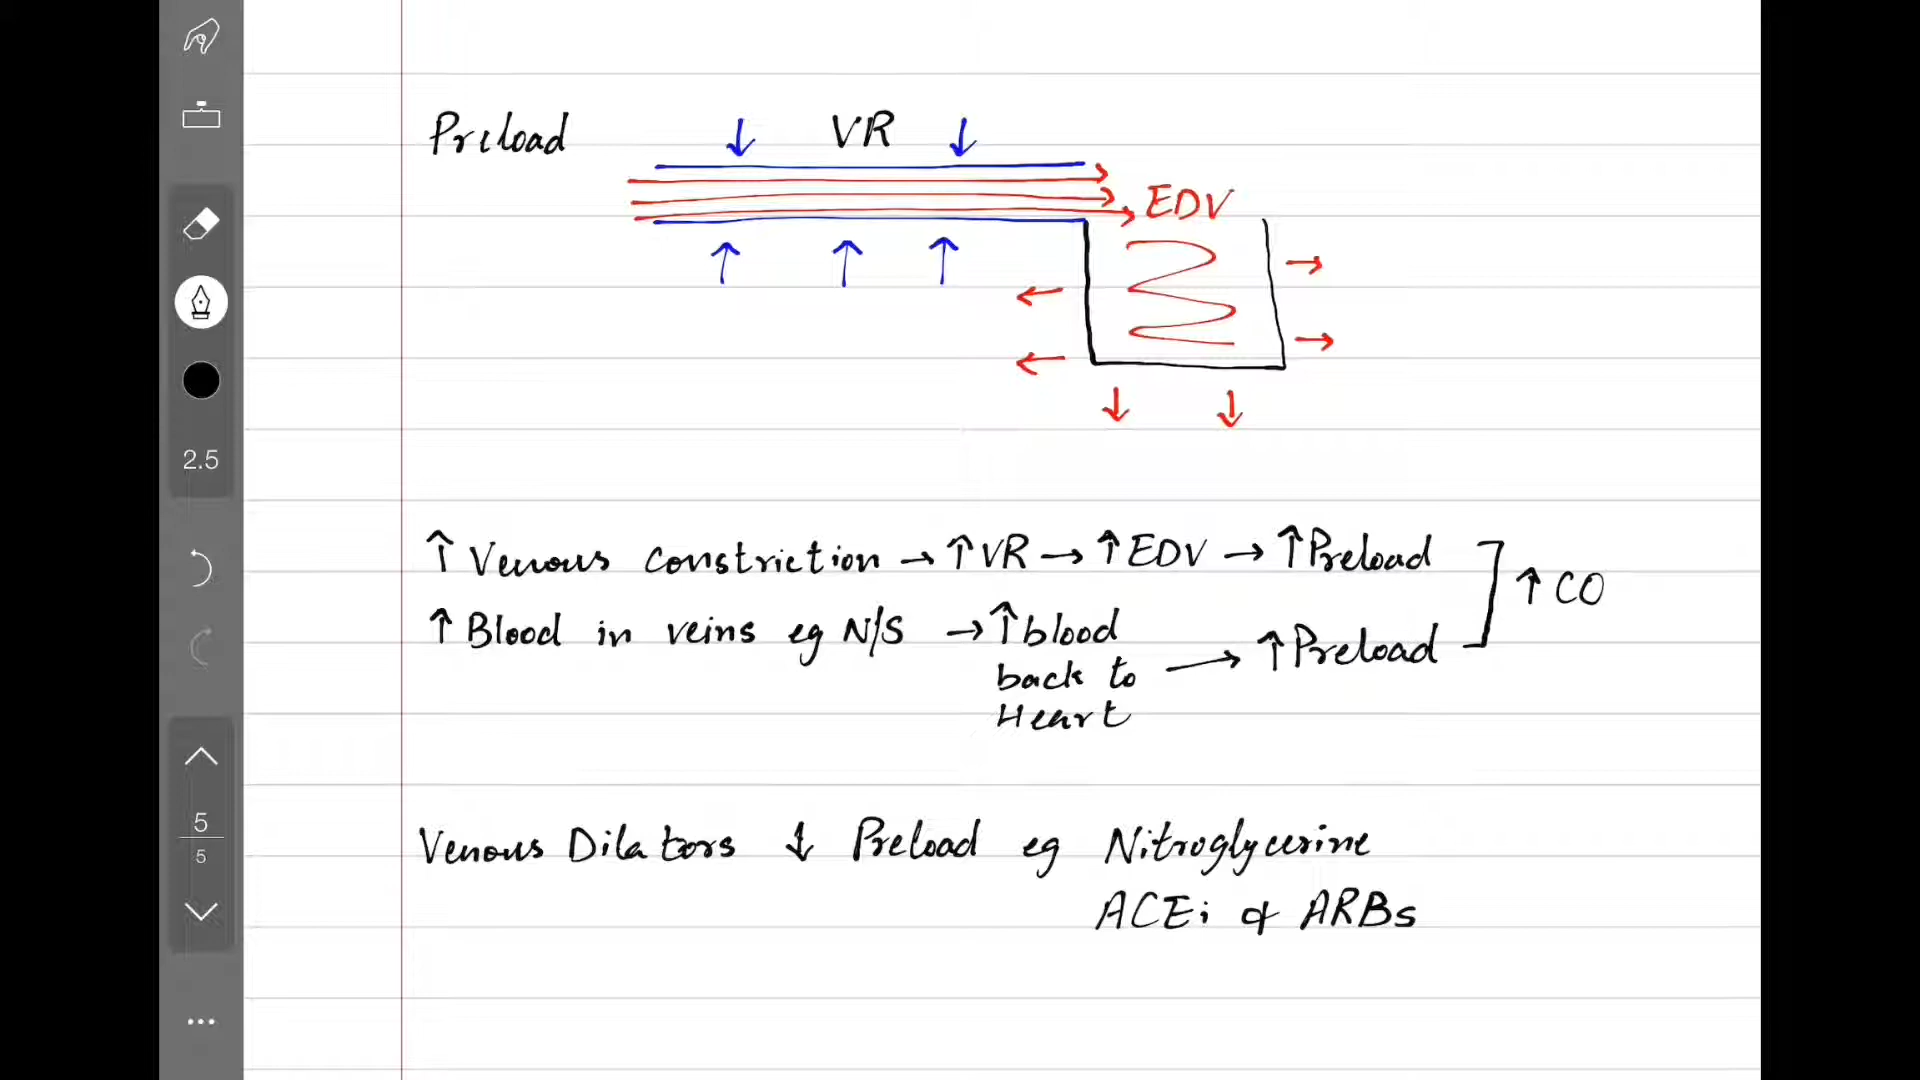 Preload ↓ VR ↓
EDV
↑ Venous constriction → ↑ VR → ↑ EDV → ↑ Preload
↑ CO
↑ Blood in veins eg N/S → ↑ blood
back to → ↑ Preload
Heart
Venous Dilators ↓ Preload eg Nitroglycerine
ACEi & ARBs
2.5
5
5